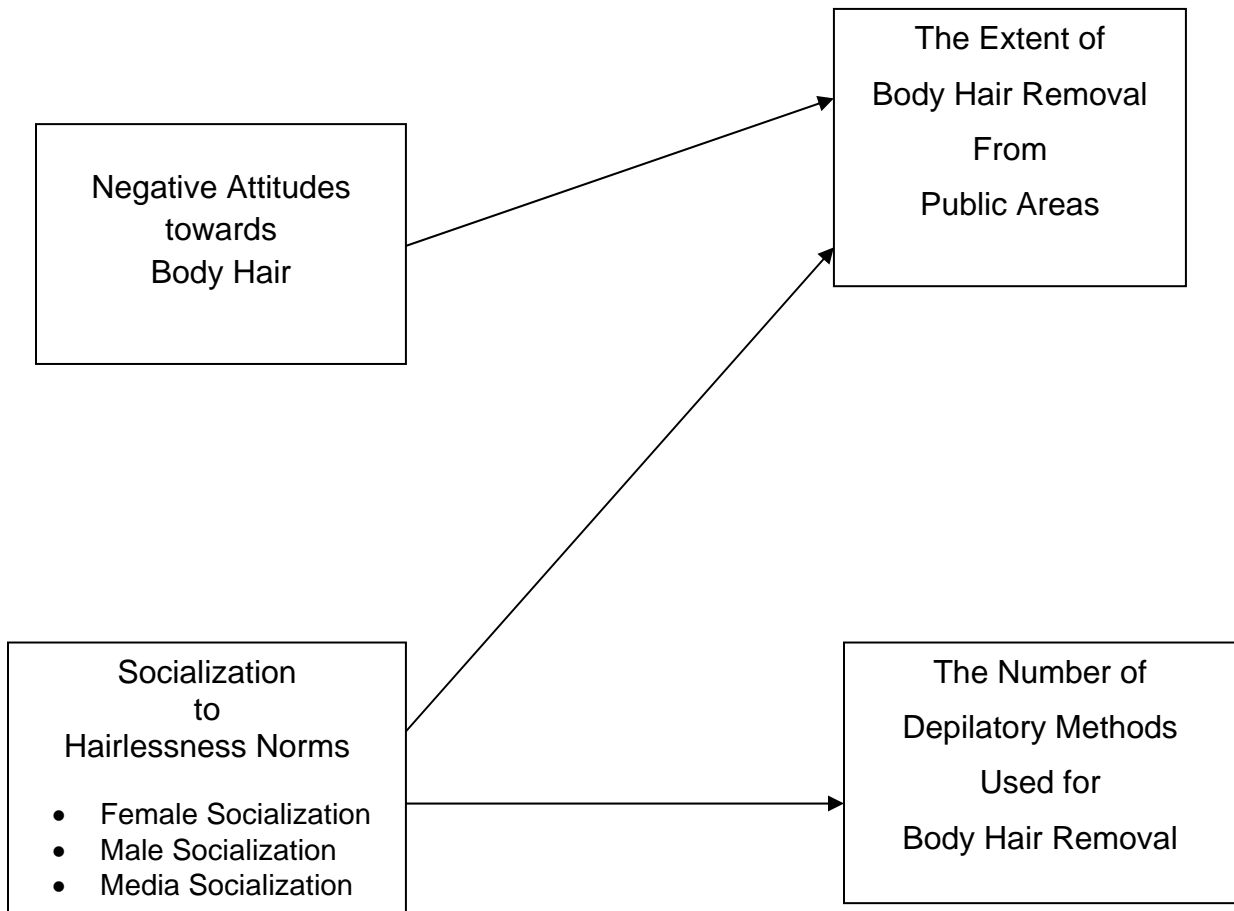 The Extent of
Body Hair Removal
From
Public Areas
Negative Attitudes
towards
Body Hair
Socialization
to
Hairlessness Norms
• Female Socialization
• Male Socialization
• Media Socialization
The Number of
Depilatory Methods
Used for
Body Hair Removal